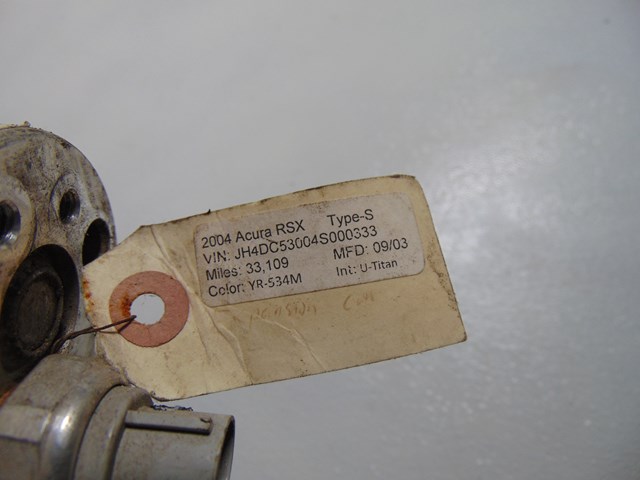 2004 Acura RSX Type-S
VIN: JH4DC53004S000333
Miles: 33,109 MFD: 09/03
Color: YR-534M Int: U-Titan